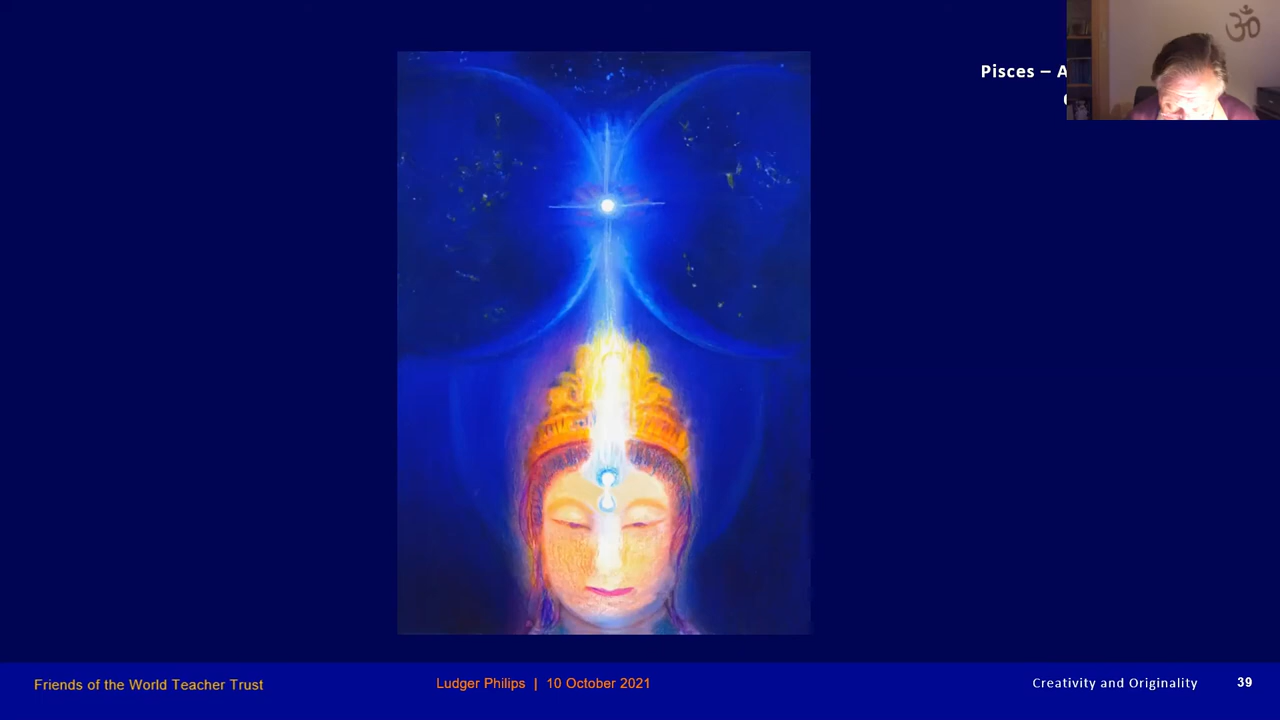 Pisces –
ॐ
Friends of the World Teacher Trust
Ludger Philips | 10 October 2021
Creativity and Originality 39